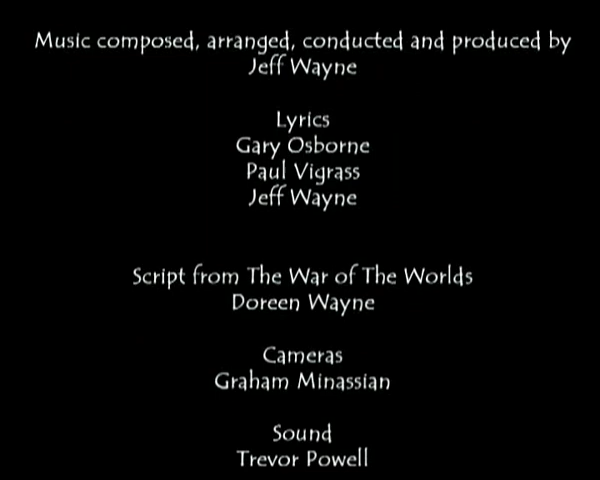 Music composed, arranged, conducted and produced by
Jeff Wayne
Lyrics
Gary Osborne
Paul Vigrass
Jeff Wayne
Script from The War of The Worlds
Doreen Wayne
Cameras
Graham Minassian
Sound
Trevor Powell